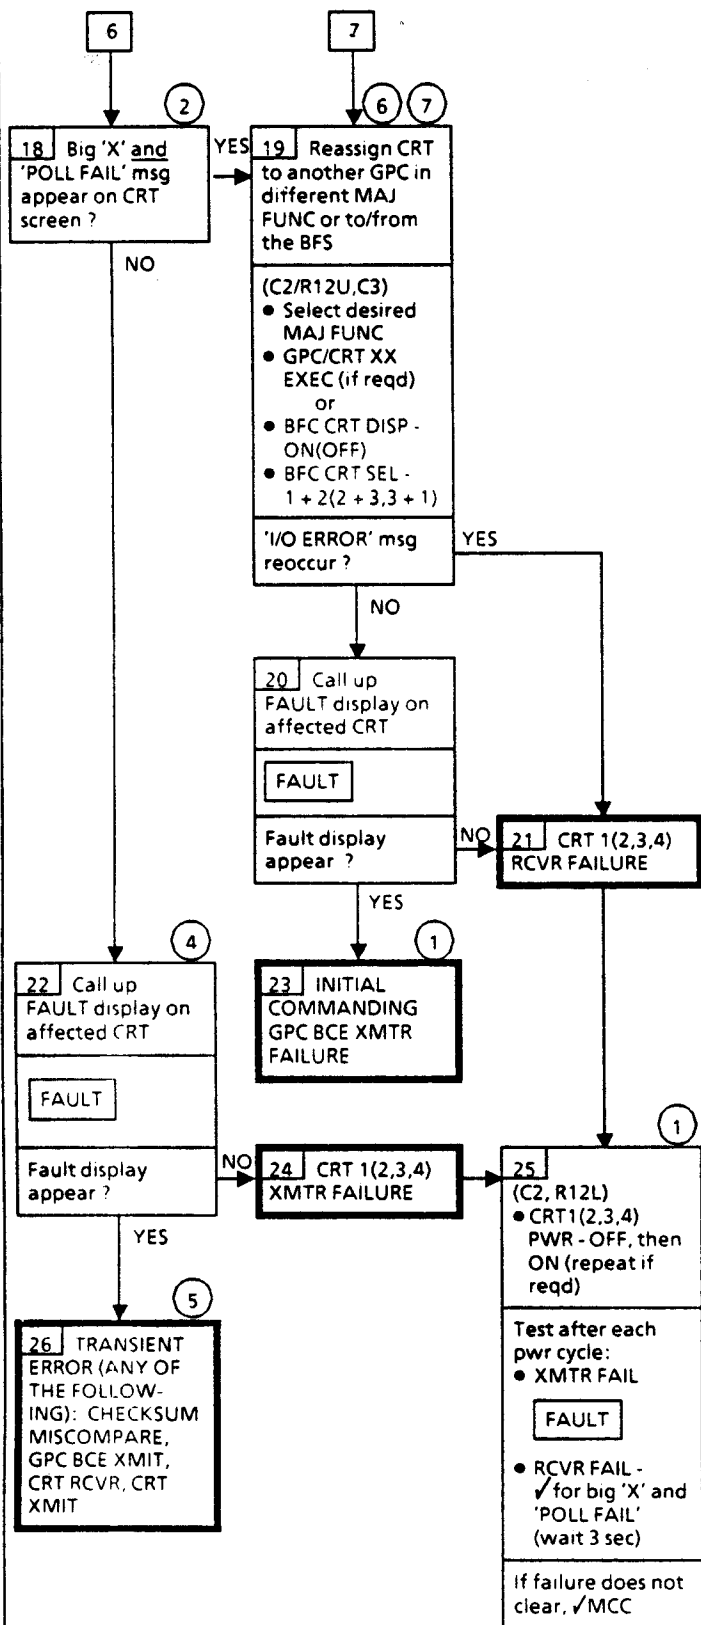 6
7
2
6
7
18 Big 'X' and
'POLL FAIL' msg
appear on CRT
screen ?
YES
NO
19 Reassign CRT
to another GPC in
different MAJ
FUNC or to/from
the BFS
(C2/R12U,C3)
● Select desired
MAJ FUNC
● GPC/CRT XX
EXEC (if reqd)
or
● BFC CRT DISP -
ON(OFF)
● BFC CRT SEL -
1 + 2(2 + 3,3 + 1)
'I/O ERROR' msg
reoccur ?
YES
NO
20 Call up
FAULT display on
affected CRT
FAULT
Fault display
appear ?
NO
YES
21 CRT 1(2,3,4)
RCVR FAILURE
4
22 Call up
FAULT display on
affected CRT
FAULT
Fault display
appear ?
NO
YES
1
23 INITIAL
COMMANDING
GPC BCE XMTR
FAILURE
24 CRT 1(2,3,4)
XMTR FAILURE
1
25
(C2, R12L)
● CRT1(2,3,4)
PWR - OFF, then
ON (repeat if
reqd)
Test after each
pwr cycle:
● XMTR FAIL
FAULT
● RCVR FAIL -
✓for big 'X' and
'POLL FAIL'
(wait 3 sec)
If failure does not
clear, ✓MCC
5
26 TRANSIENT
ERROR (ANY OF
THE FOLLOW-
ING): CHECKSUM
MISCOMPARE,
GPC BCE XMIT,
CRT RCVR, CRT
XMIT